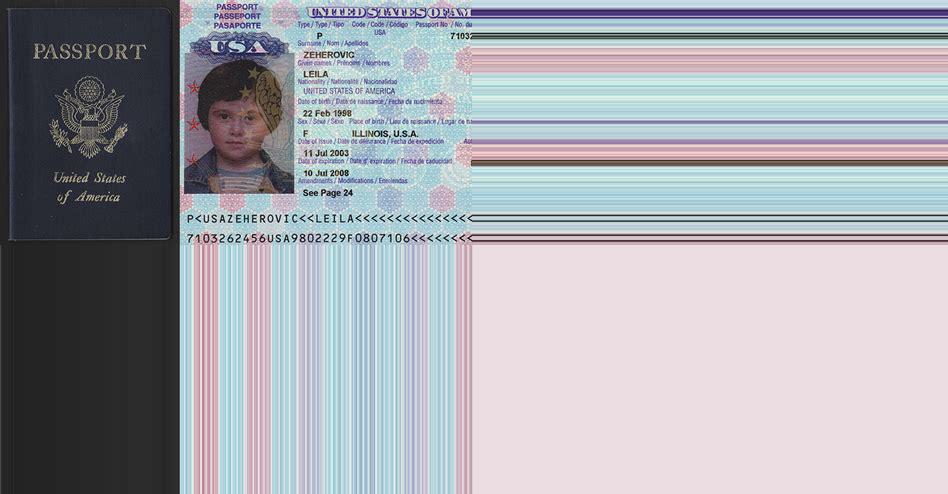 PASSPORT
United States
of America
PASSPORT
PASSEPORT
PASAPORTE
USA
UNITED STATES OF AM
Type / Type / Tipo Code / Code / Código Passport No / No. du
P USA 71032
Surname / Nom / Apellidos
ZEHEROVIC
Given names / Prénoms / Nombres
LEILA
Nationality / Nationalité / Nacionalidad
UNITED STATES OF AMERICA
Date of birth / Date de naissance / Fecha de nacimiento
22 Feb 1998
Sex / Sexe / Sexo Place of birth / Lieu de naissance / Lugar de
F ILLINOIS, U.S.A.
Date of issue / Date de délivrance / Fecha de expedición
11 Jul 2003
Date of expiration / Date d' expiration / Fecha de caducidad
10 Jul 2008
Amendments / Modifications / Enmiendas
See Page 24
P<USAZEHEROVIC<<LEILA<<<<<<<<<<<<<<<
7103262456USA9802229F0807106<<<<<<<